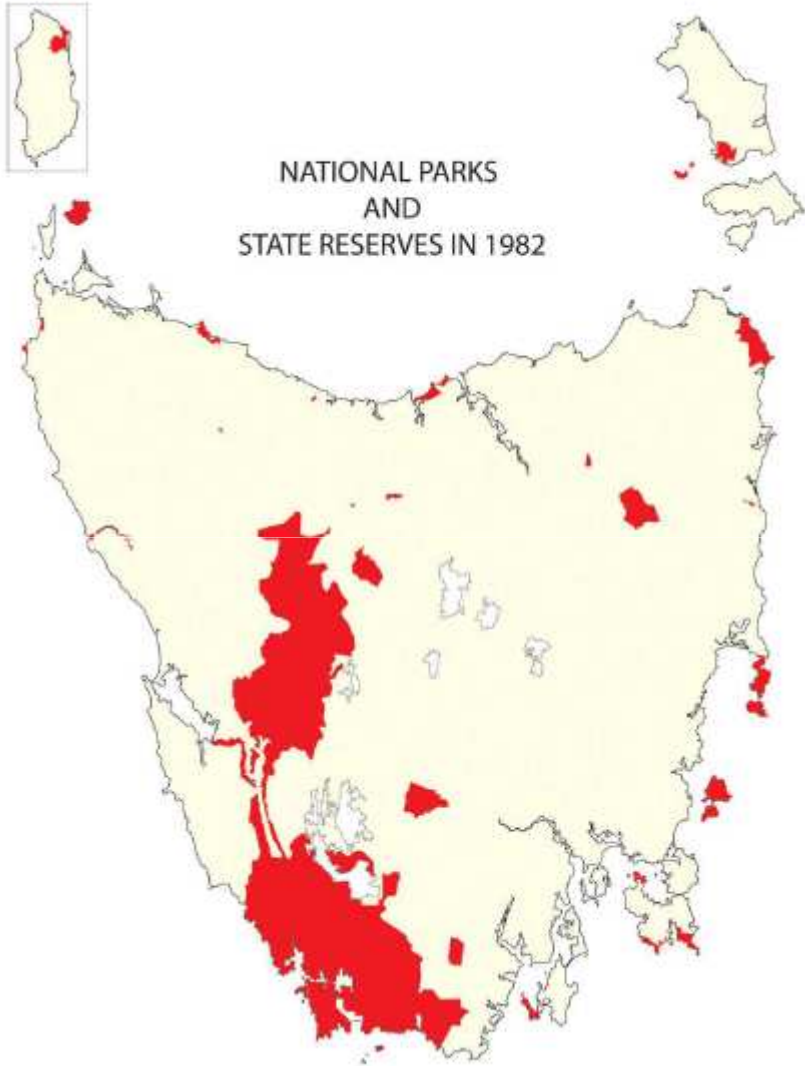 NATIONAL PARKS
AND
STATE RESERVES IN 1982